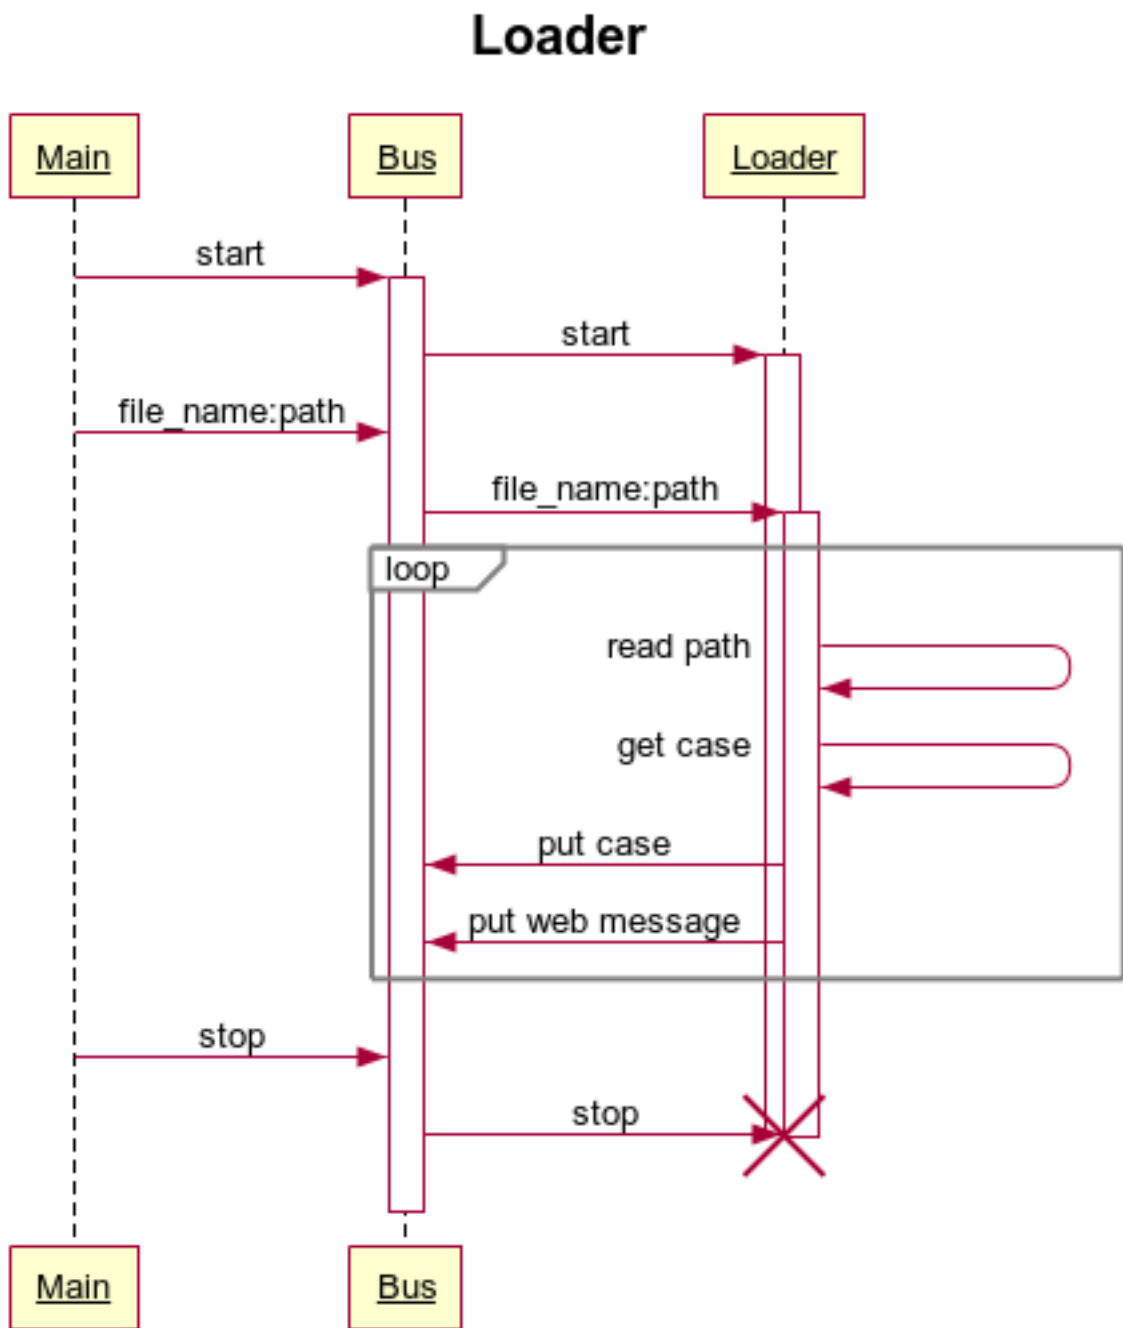 Loader
Main
Bus
Loader
start
start
file_name:path
file_name:path
loop
read path
get case
put case
put web message
stop
stop
Main
Bus